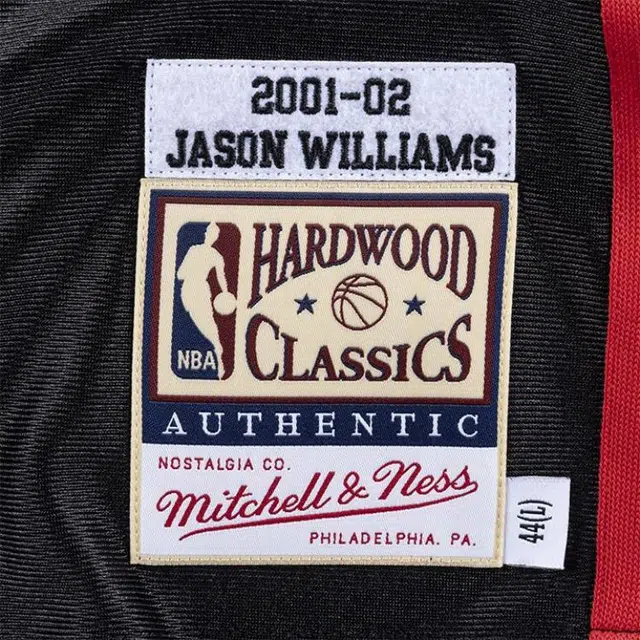 2001-02
JASON WILLIAMS
HARDWOOD
CLASSICS
NBA
AUTHENTIC
NOSTALGIA CO.
Mitchell & Ness
PHILADELPHIA. PA.
44(L)